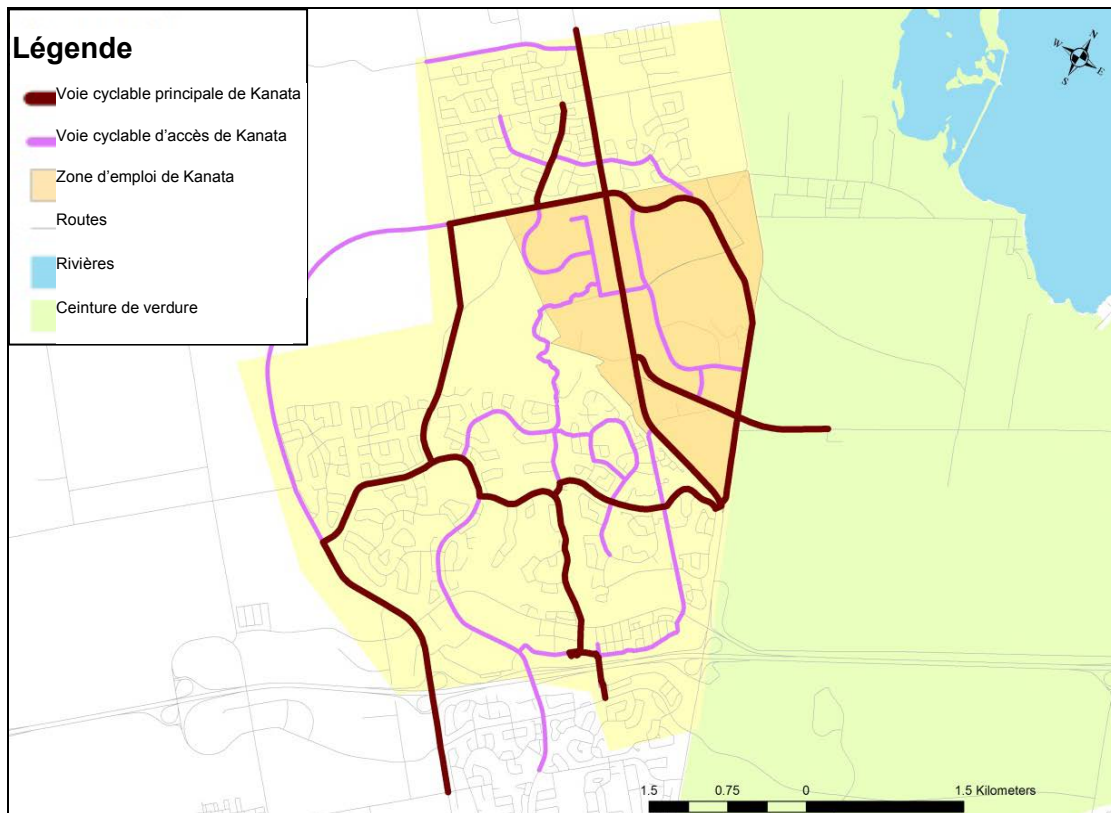 Légende
Voie cyclable principale de Kanata
Voie cyclable d'accès de Kanata
Zone d'emploi de Kanata
Routes
Rivières
Ceinture de verdure
N
W
E
S
1.5 0.75 0 1.5 Kilometers